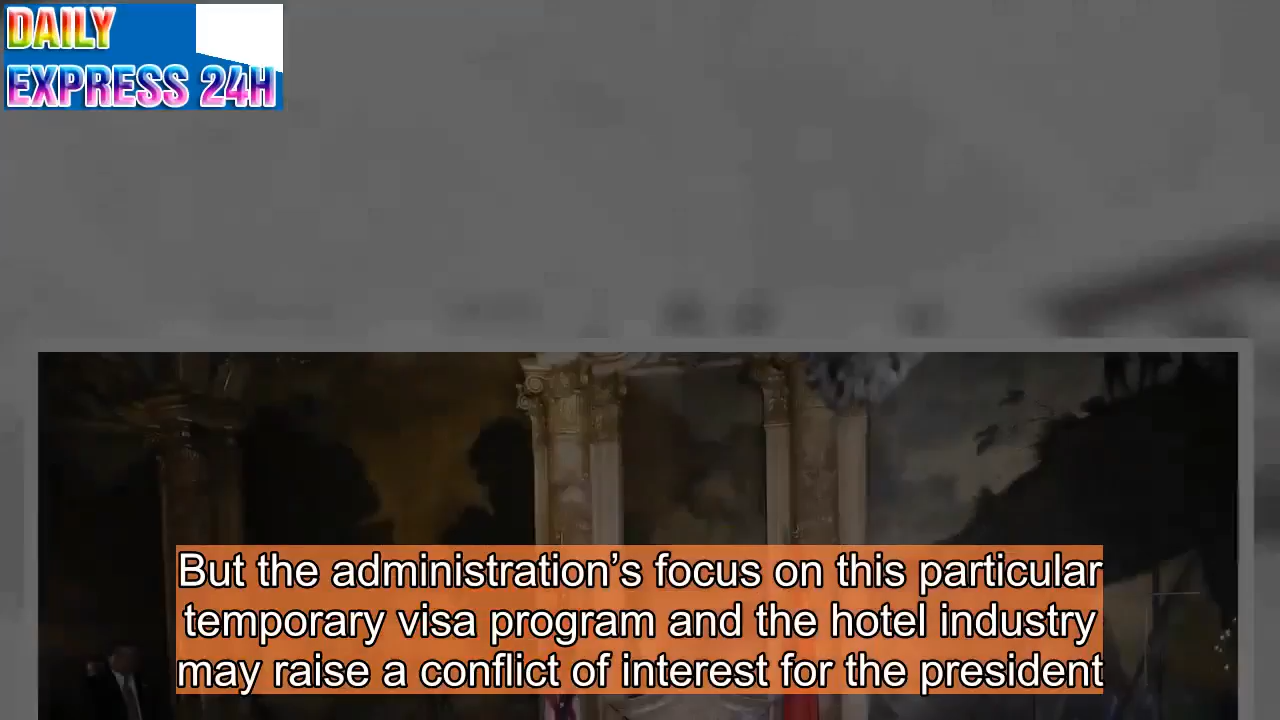 DAILY
EXPRESS 24H
But the administration’s focus on this particular
temporary visa program and the hotel industry
may raise a conflict of interest for the president